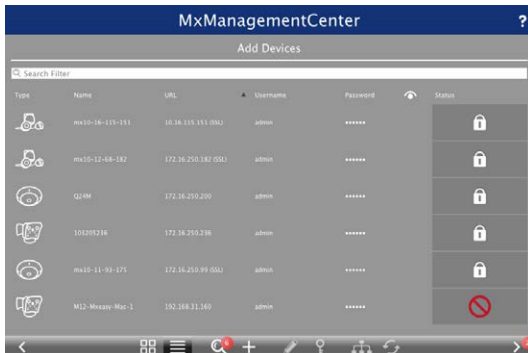 MxManagementCenter ?
Add Devices
Search Filter
Type Name URL Username Password Status
mx10-16-115-151 10.16.115.151 (SSL) admin ••••••
mx10-12-68-182 172.16.250.182 (SSL) admin ••••••
Q24M 172.16.250.200 admin ••••••
103205236 172.16.250.236 admin ••••••
mx10-11-93-175 172.16.250.99 (SSL) admin ••••••
M12-Mxeasy-Mac-1 192.168.31.160 admin ••••••
6